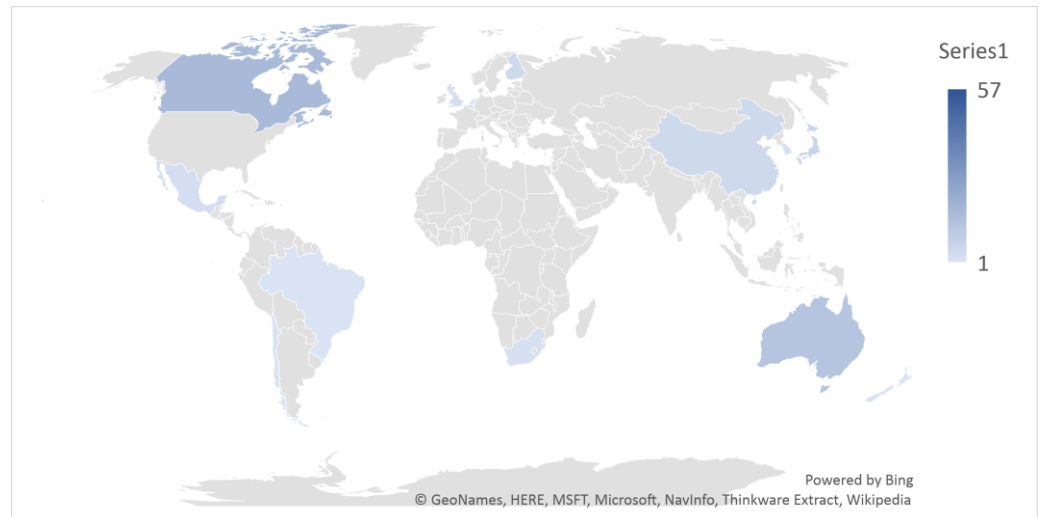 Series1
57
1
Powered by Bing
© GeoNames, HERE, MSFT, Microsoft, NavInfo, Thinkware Extract, Wikipedia